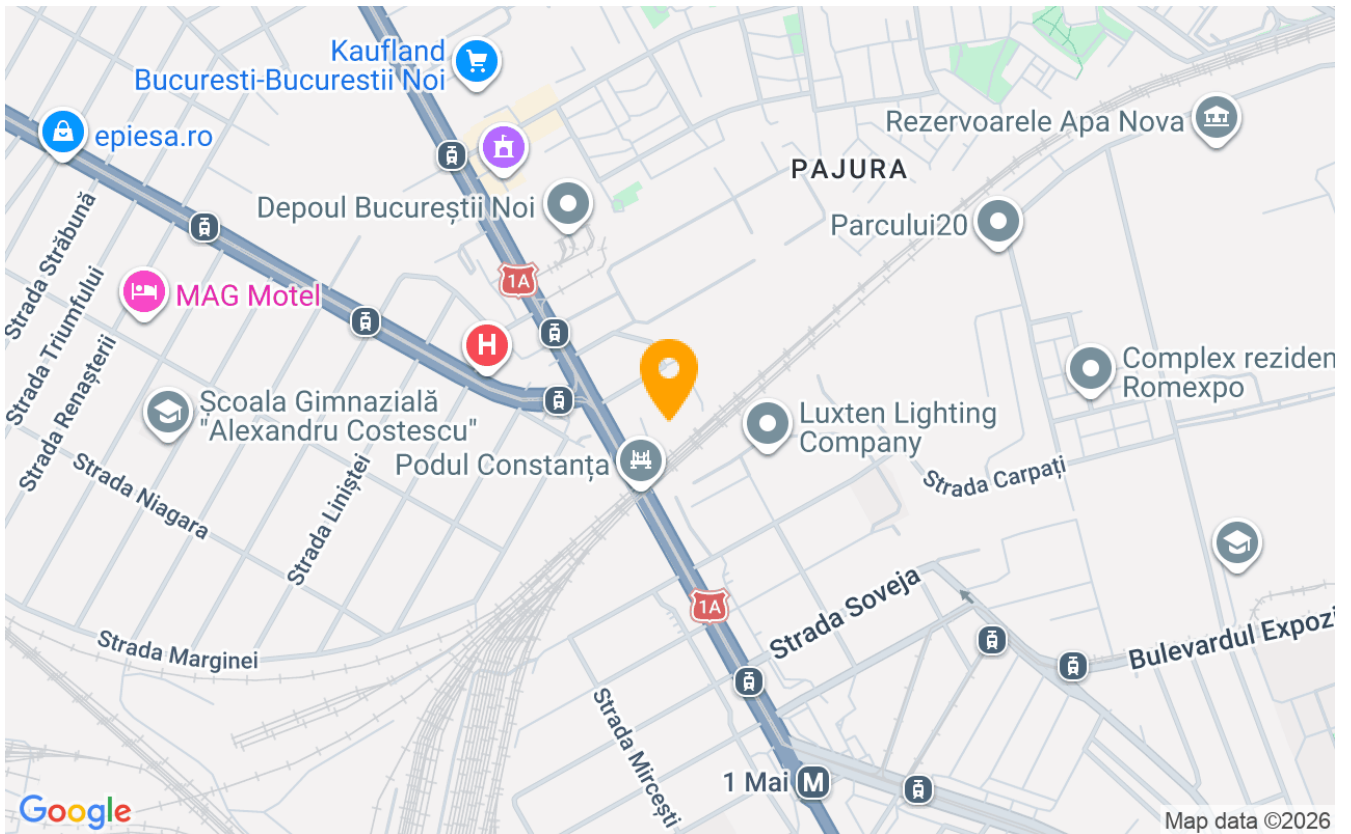 Kaufland
Bucuresti-Bucurestii Noi
epiesa.ro
Rezervoarele Apa Nova
PAJURA
Depoul Bucureștii Noi
Parcului20
Strada Străbună
1A
MAG Motel
Strada Triumfului
H
Strada Renașterii
Complex reziden
Romexpo
Școala Gimnazială
"Alexandru Costescu"
Luxten Lighting
Company
Podul Constanța
Strada Carpați
Strada Niagara
Strada Liniștei
Strada Soveja
1A
Strada Marginei
Bulevardul Expozi
Strada Mircești
1 Mai M
Google
Map data ©2026